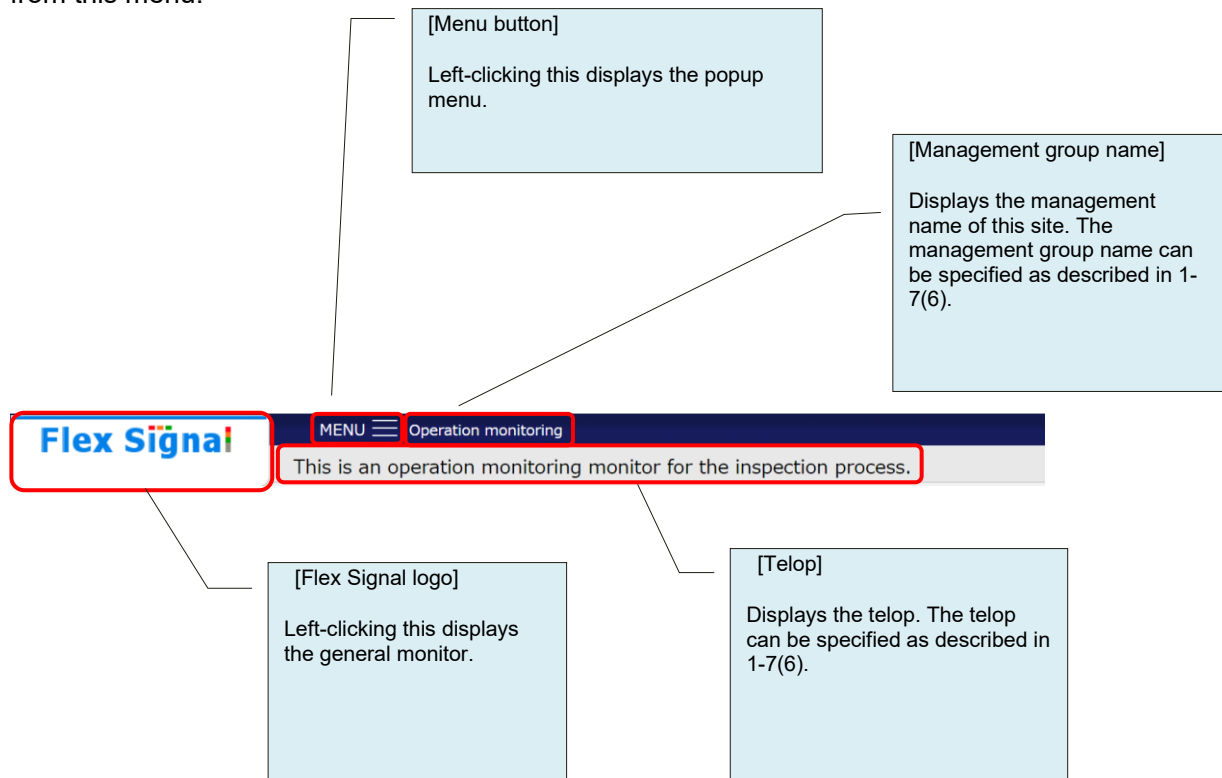 from this menu.
[Menu button]
Left-clicking this displays the popup
menu.
[Management group name]
Displays the management
name of this site. The
management group name can
be specified as described in 1-
7(6).
Flex Signal
MENU Operation monitoring
This is an operation monitoring monitor for the inspection process.
[Flex Signal logo]
Left-clicking this displays
the general monitor.
[Telop]
Displays the telop. The telop
can be specified as described in
1-7(6).